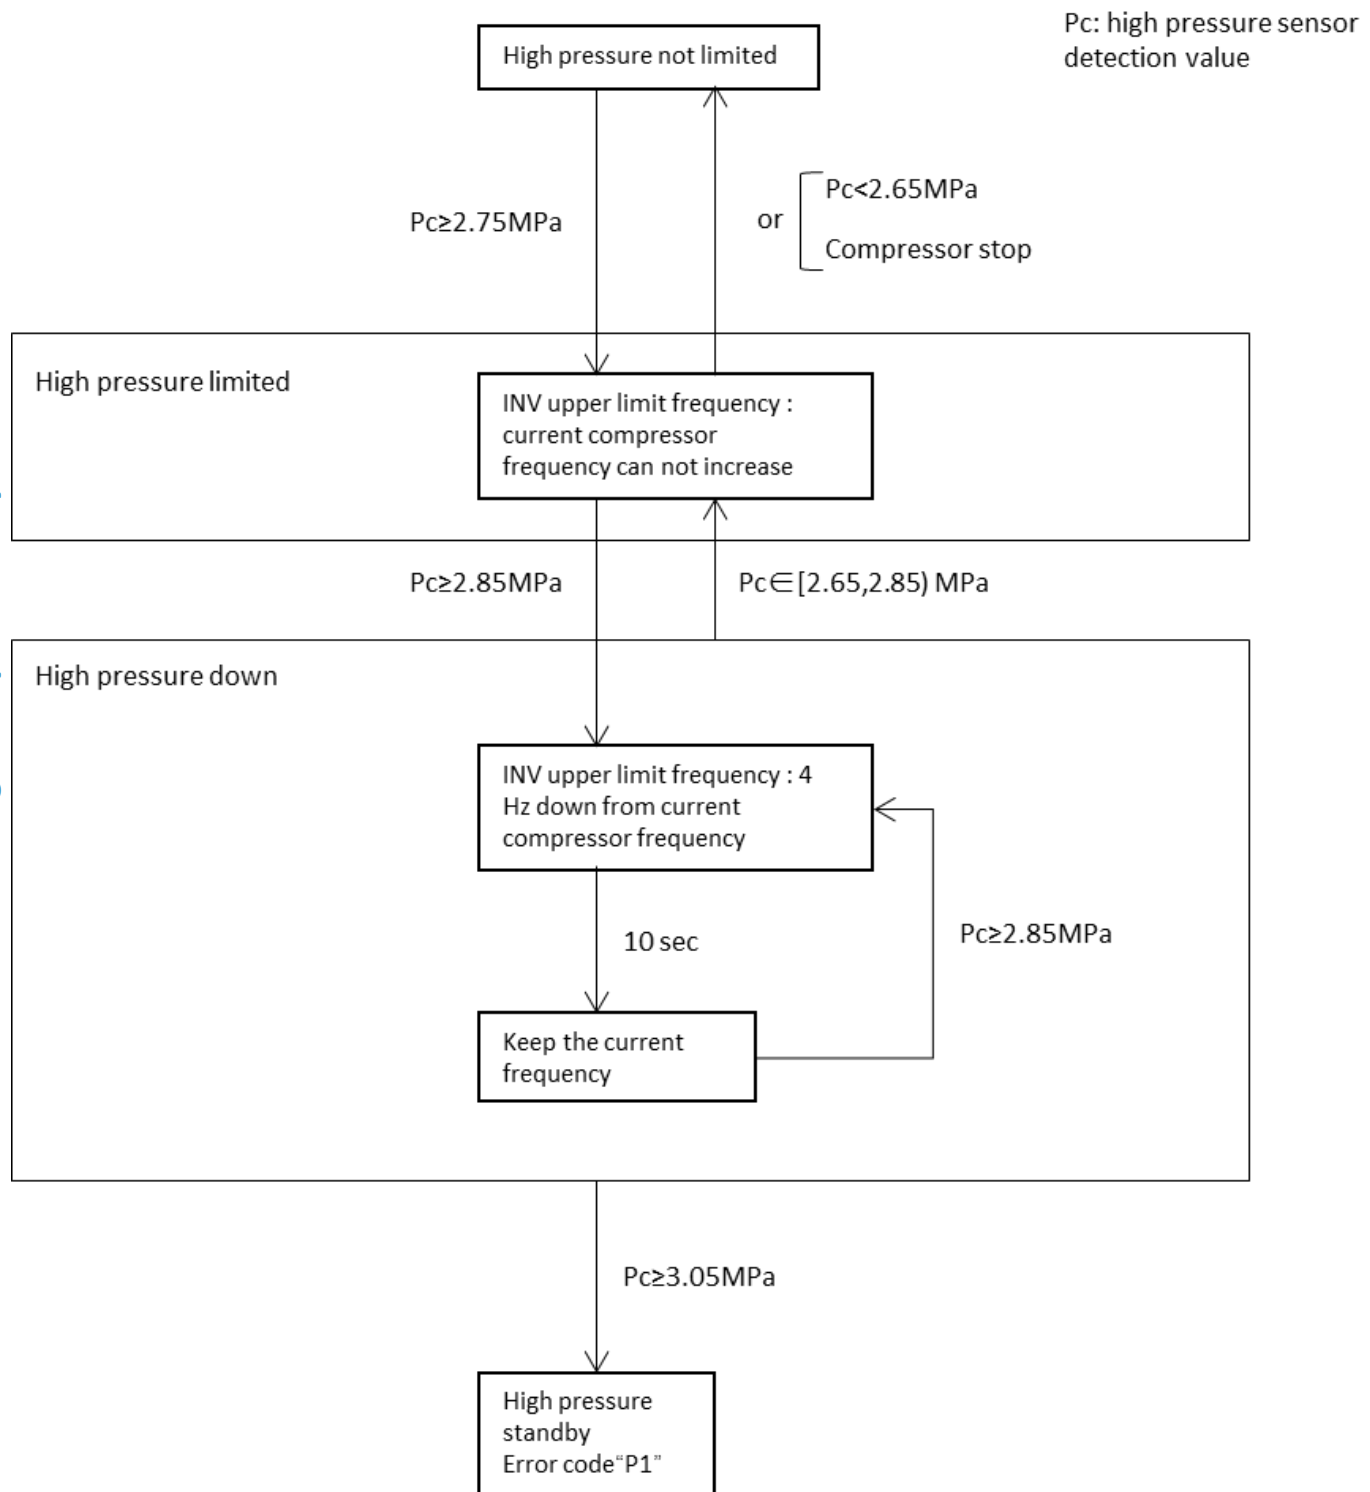 Pc: high pressure sensor
detection value
High pressure not limited
Pc≥2.75MPa
or
Pc<2.65MPa
Compressor stop
High pressure limited
INV upper limit frequency :
current compressor
frequency can not increase
Pc≥2.85MPa
Pc∈[2.65,2.85) MPa
High pressure down
INV upper limit frequency : 4
Hz down from current
compressor frequency
10 sec
Pc≥2.85MPa
Keep the current
frequency
Pc≥3.05MPa
High pressure
standby
Error code“P1”